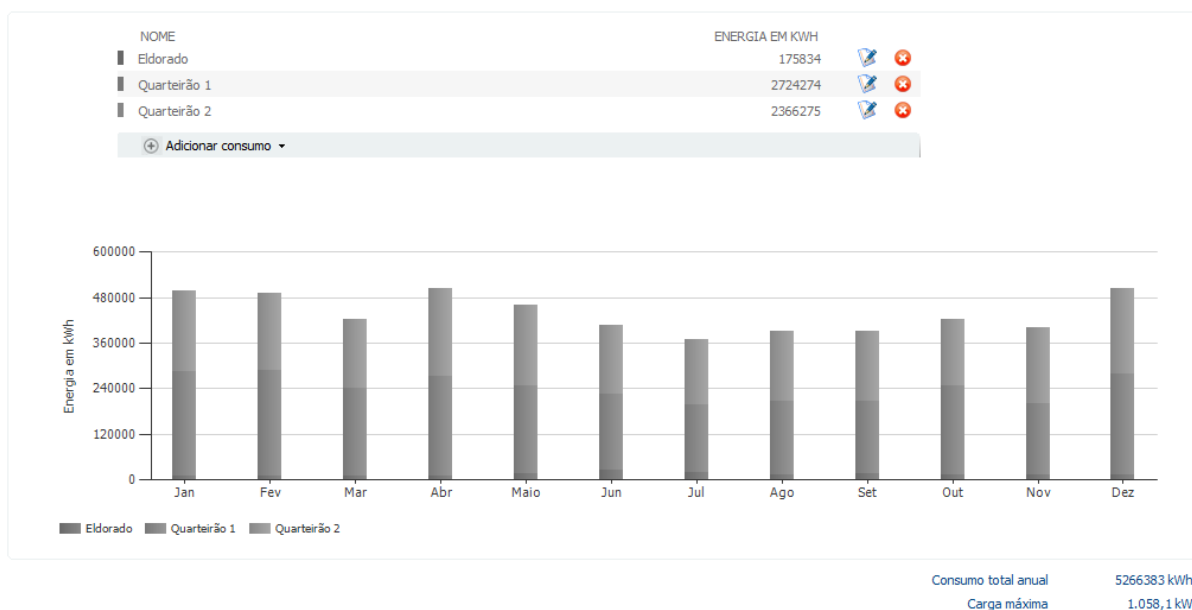 NOME ENERGIA EM KWH
Eldorado 175834
Quarteirão 1 2724274
Quarteirão 2 2366275
Adicionar consumo
600000
480000
360000
240000
120000
0
Energia em kWh
Jan Fev Mar Abr Maio Jun Jul Ago Set Out Nov Dez
Eldorado Quarteirão 1 Quarteirão 2
Consumo total anual 5266383 kWh
Carga máxima 1.058,1 kW